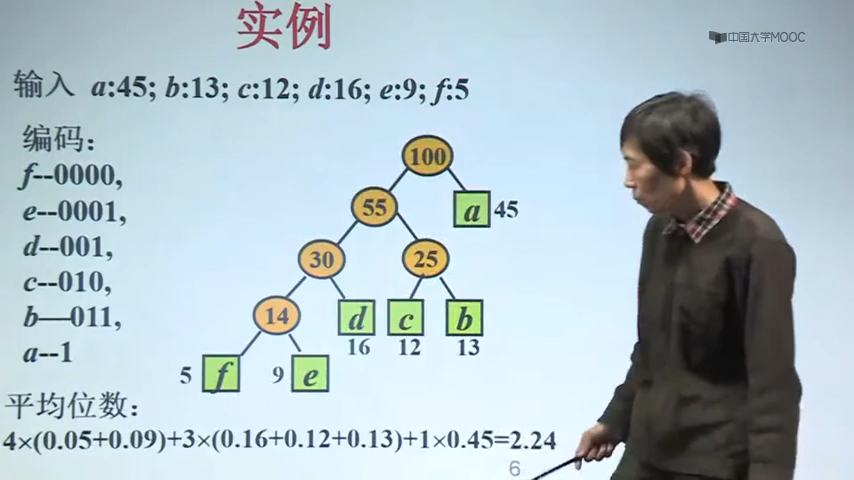 实例
中国大学MOOC
输入 a:45; b:13; c:12; d:16; e:9; f:5
编码：
f--0000,
e--0001,
d--001,
c--010,
b—011,
a--1
100
55
a 45
30
25
14
d
c
b
16
12
13
5 f
9 e
平均位数：
4×(0.05+0.09)+3×(0.16+0.12+0.13)+1×0.45=2.24
6